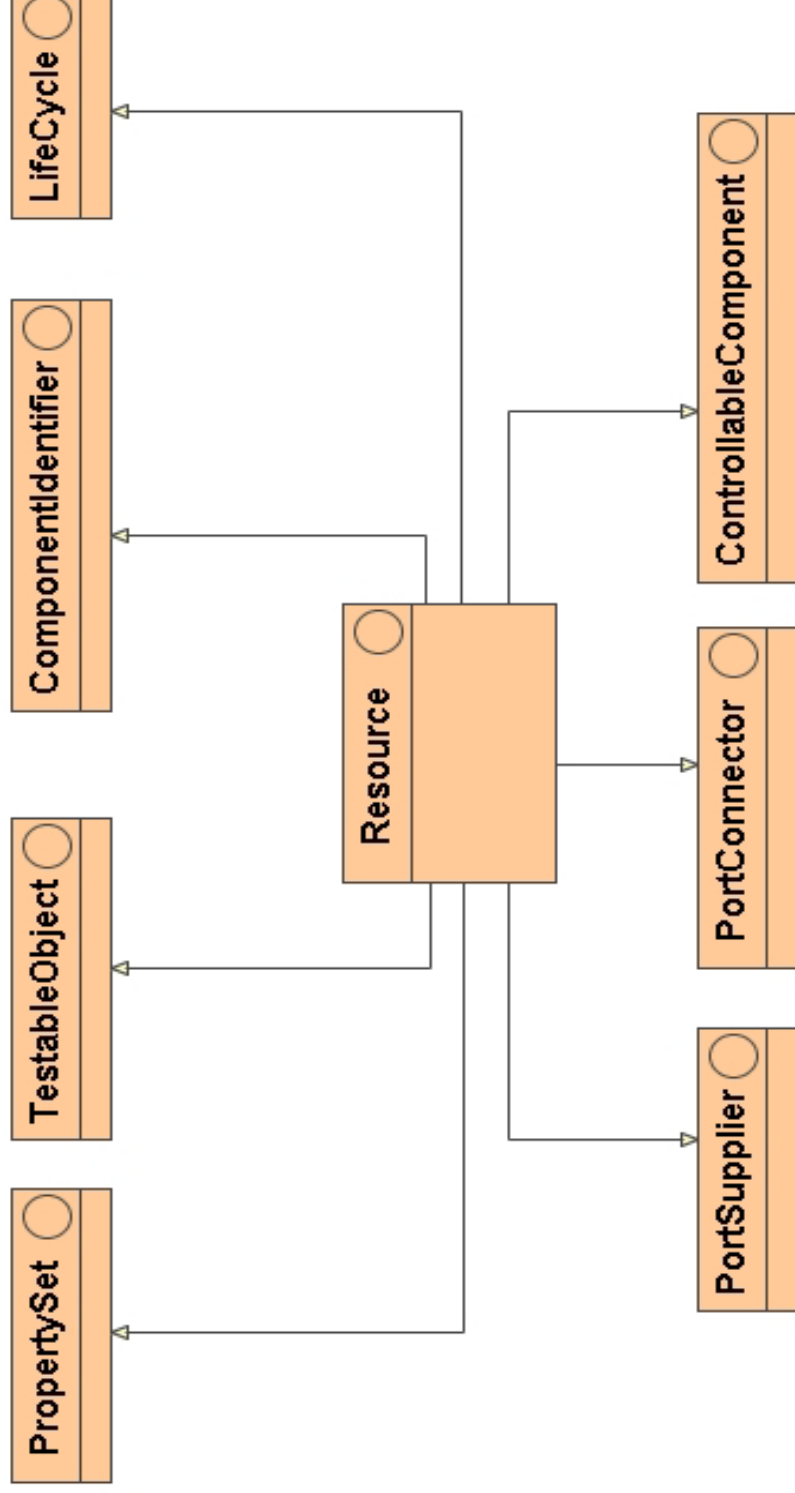 PropertySet
TestableObject
ComponentIdentifier
LifeCycle
Resource
PortSupplier
PortConnector
ControllableComponent